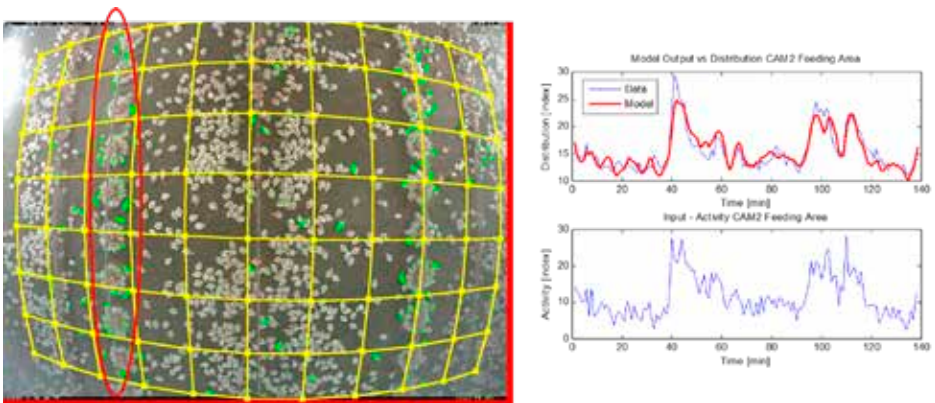 Model Output vs Distribution CAM2 Feeding Area
Distribution [index]
30
25
20
15
10
Data
Model
0 20 40 60 80 100 120 140
Time [min]
Input - Activity CAM2 Feeding Area
Activity [index]
30
20
10
0
0 20 40 60 80 100 120 140
Time [min]